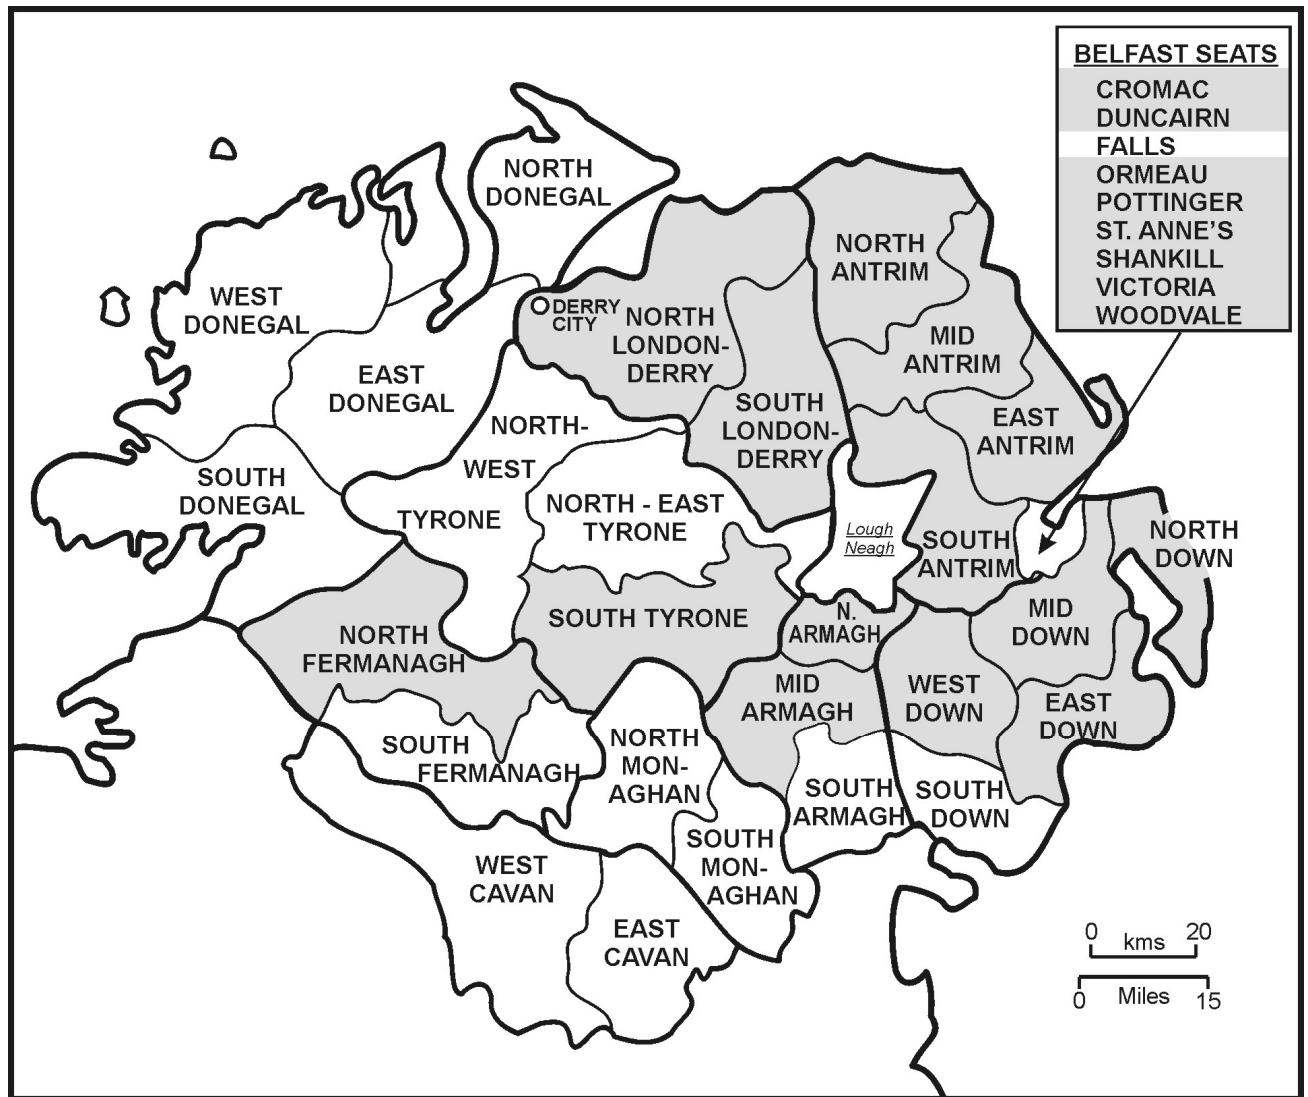 BELFAST SEATS
CROMAC
DUNCAIRN
FALLS
ORMEAU
POTTINGER
ST. ANNE'S
SHANKILL
VICTORIA
WOODVALE
NORTH
DONEGAL
NORTH
ANTRIM
WEST
DONEGAL
DERRY
CITY
NORTH
LONDON-
DERRY
MID
ANTRIM
EAST
DONEGAL
SOUTH
LONDON-
DERRY
EAST
ANTRIM
NORTH-
WEST
TYRONE
SOUTH
DONEGAL
NORTH - EAST
TYRONE
Lough
Neagh
SOUTH
ANTRIM
NORTH
DOWN
SOUTH TYRONE
N.
ARMAGH
MID
DOWN
NORTH
FERMANAGH
MID
ARMAGH
WEST
DOWN
EAST
DOWN
SOUTH
FERMANAGH
NORTH
MON-
AGHAN
SOUTH
ARMAGH
SOUTH
DOWN
SOUTH
MON-
AGHAN
WEST
CAVAN
EAST
CAVAN
0 20
kms
0 Miles 15